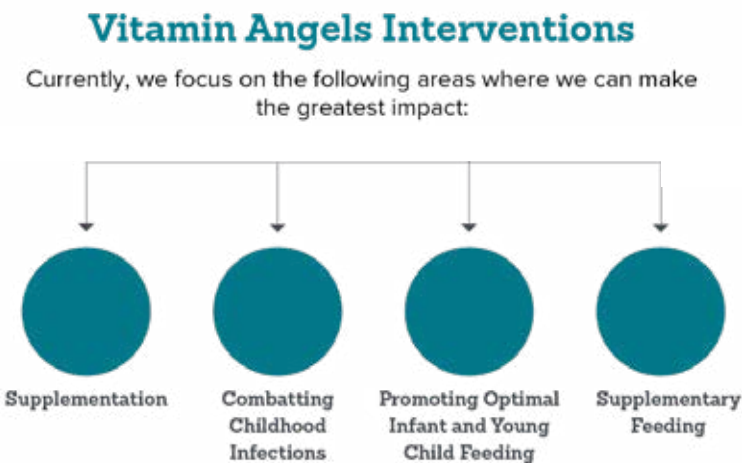 Vitamin Angels Interventions
Currently, we focus on the following areas where we can make
the greatest impact:
Supplementation
Combatting
Childhood
Infections
Promoting Optimal
Infant and Young
Child Feeding
Supplementary
Feeding